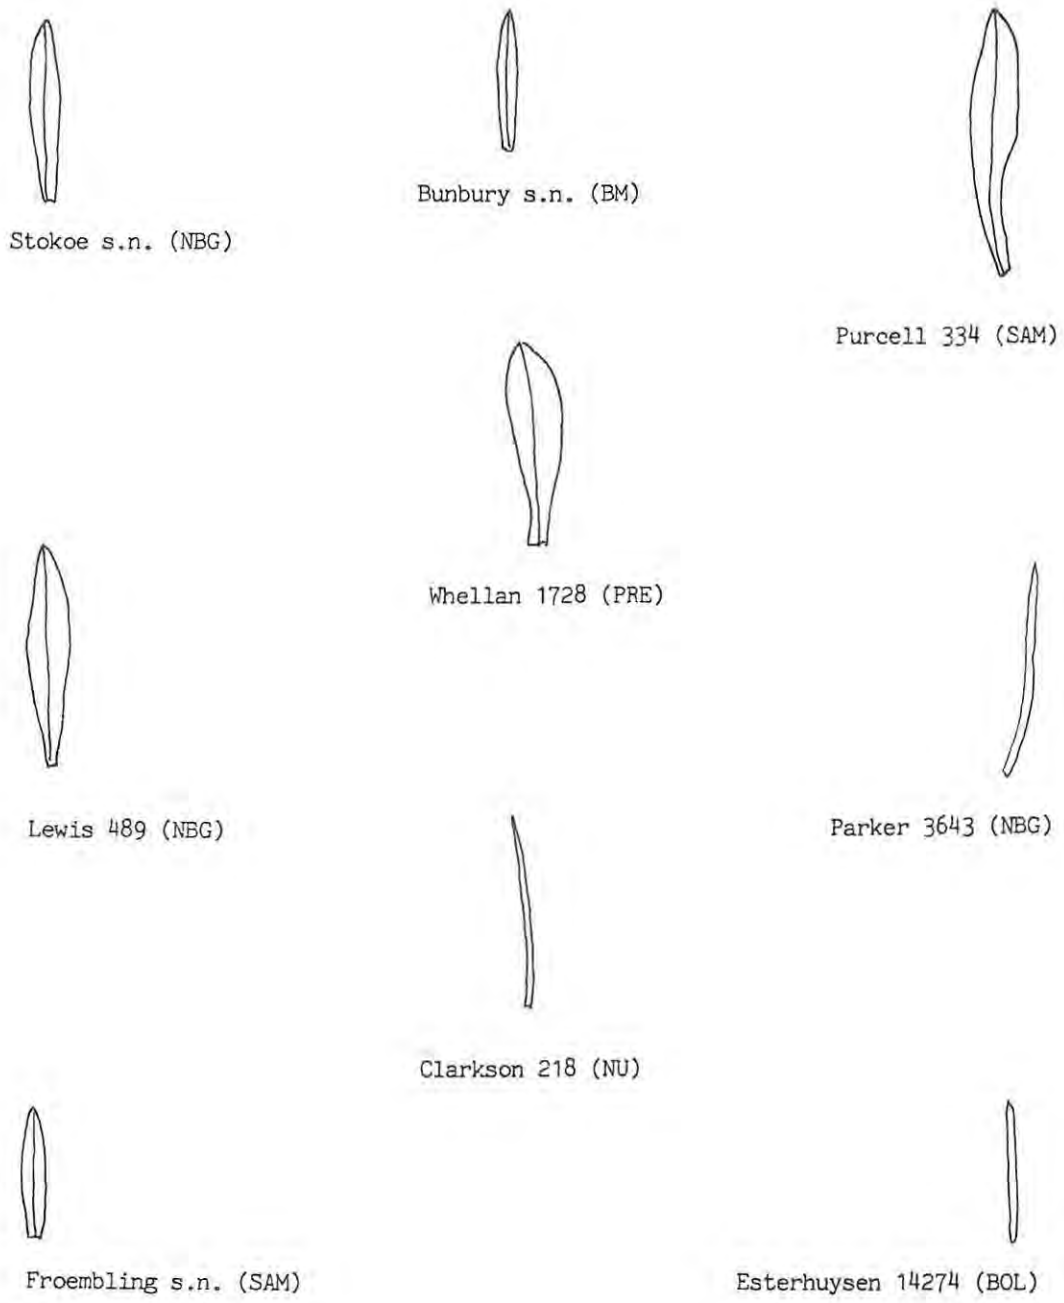 Stokoe s.n. (NBG)
Bunbury s.n. (BM)
Purcell 334 (SAM)
Whellan 1728 (PRE)
Lewis 489 (NBG)
Parker 3643 (NBG)
Clarkson 218 (NU)
Froembling s.n. (SAM)
Esterhuysen 14274 (BOL)